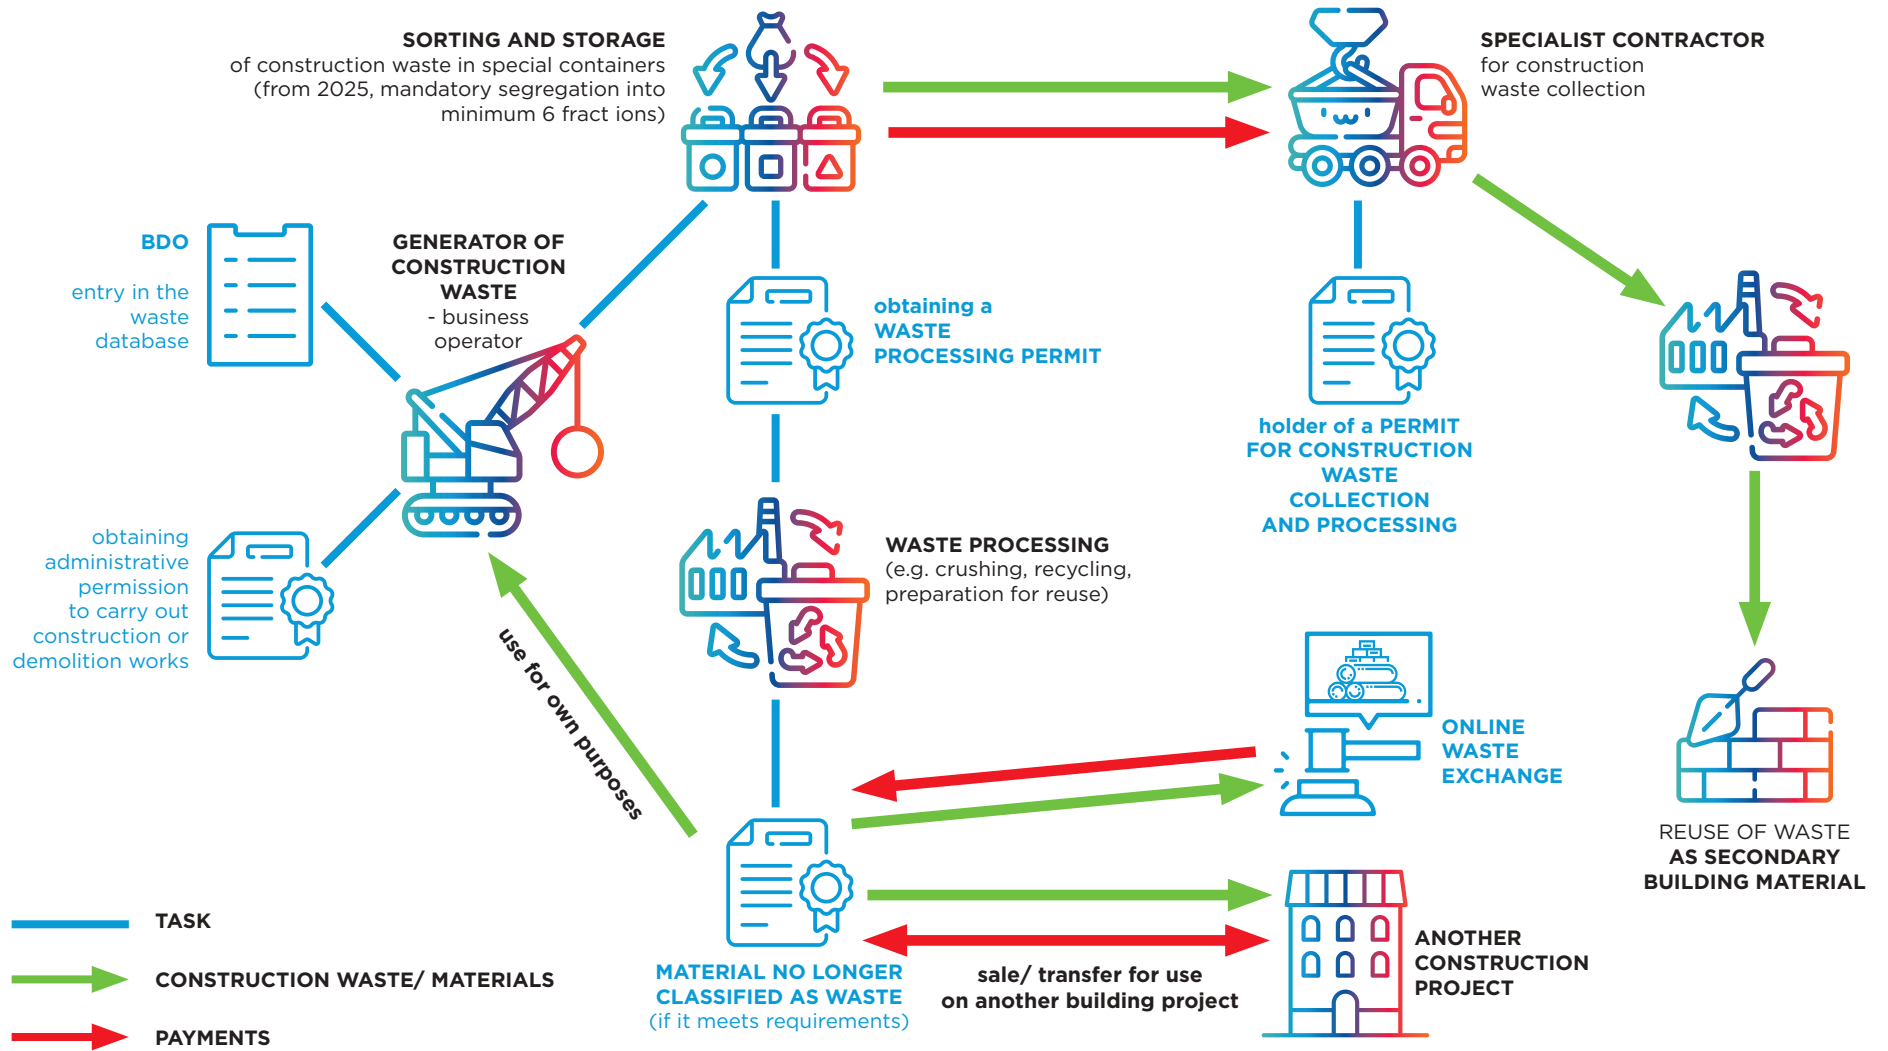 SORTING AND STORAGE
of construction waste in special containers
(from 2025, mandatory segregation into
minimum 6 fract ions)
SPECIALIST CONTRACTOR
for construction
waste collection
BDO
entry in the
waste
database
GENERATOR OF
CONSTRUCTION
WASTE
- business
operator
obtaining a
WASTE
PROCESSING PERMIT
holder of a PERMIT
FOR CONSTRUCTION
WASTE
COLLECTION
AND PROCESSING
obtaining
administrative
permission
to carry out
construction or
demolition works
WASTE PROCESSING
(e.g. crushing, recycling,
preparation for reuse)
use for own purposes
ONLINE
WASTE
EXCHANGE
REUSE OF WASTE
AS SECONDARY
BUILDING MATERIAL
TASK
CONSTRUCTION WASTE/ MATERIALS
PAYMENTS
MATERIAL NO LONGER
CLASSIFIED AS WASTE
(if it meets requirements)
sale/ transfer for use
on another building project
ANOTHER
CONSTRUCTION
PROJECT